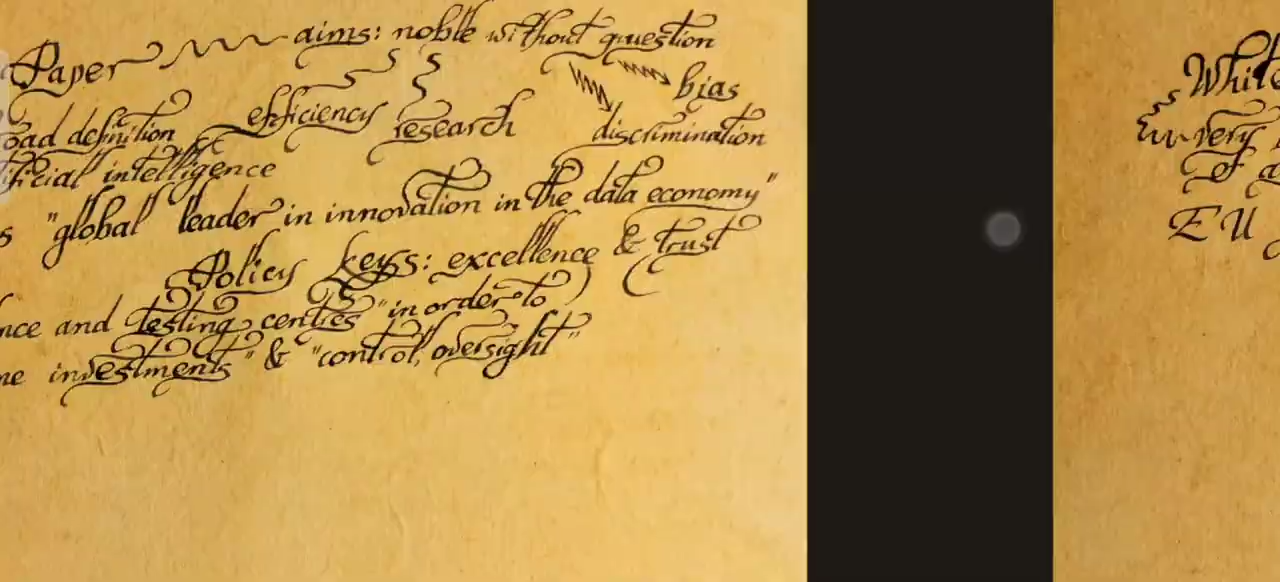 Paper aims: noble without question
bias
efficiency
research
discrimination
oad definition
ificial intelligence
s "global leader in innovation in the data economy"
Policy keys: excellence & trust
nce and testing centres "in order to
me investments" & "control, oversight"
White
very
of a
EU